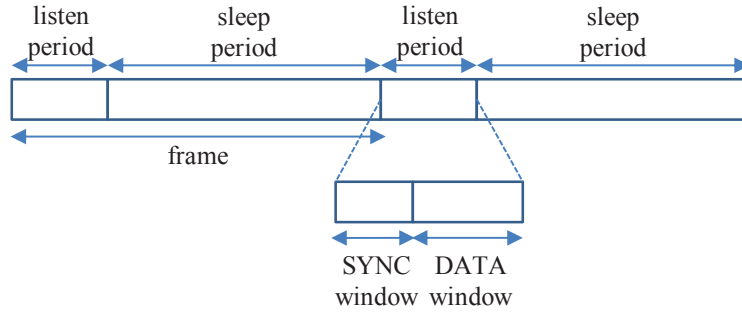 listen
period
sleep
period
listen
period
sleep
period
frame
SYNC
window
DATA
window